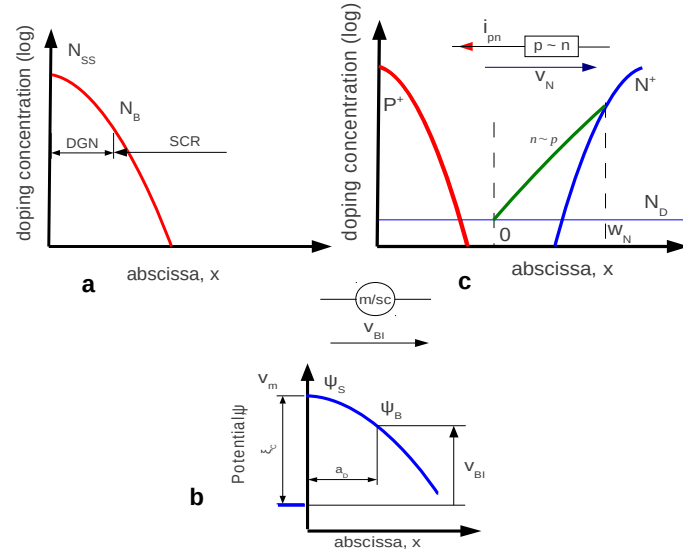 doping concentration (log)
N_SS
N_B
DGN
SCR
abscissa, x
a
doping concentration (log)
i_pn
p ~ n
v_N
P^+
N^+
n ~ p
N_D
0
w_N
abscissa, x
c
m/sc
v_BI
Potential ψ
v_m
ψ_S
ψ_B
ξ_C
a_D
v_BI
b
abscissa, x